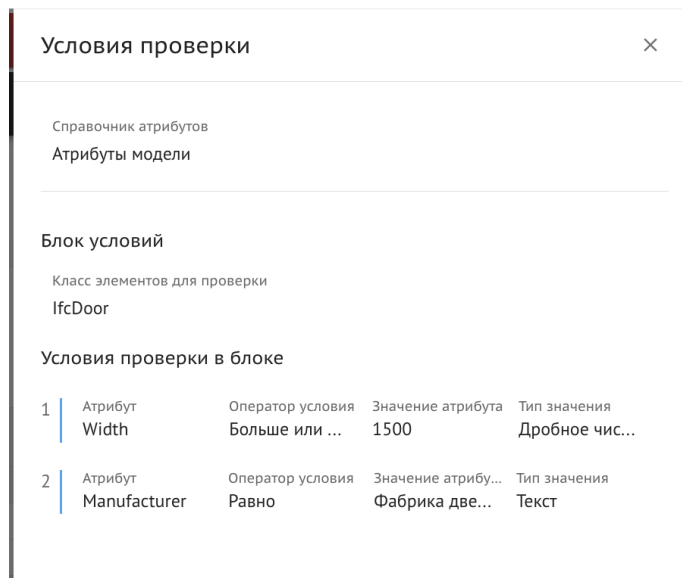 Условия проверки
Справочник атрибутов
Атрибуты модели
Блок условий
Класс элементов для проверки
IfcDoor
Условия проверки в блоке
1 Атрибут Оператор условия Значение атрибута Тип значения
Width Больше или ... 1500 Дробное чис...
2 Атрибут Оператор условия Значение атрибу... Тип значения
Manufacturer Равно Фабрика две... Текст